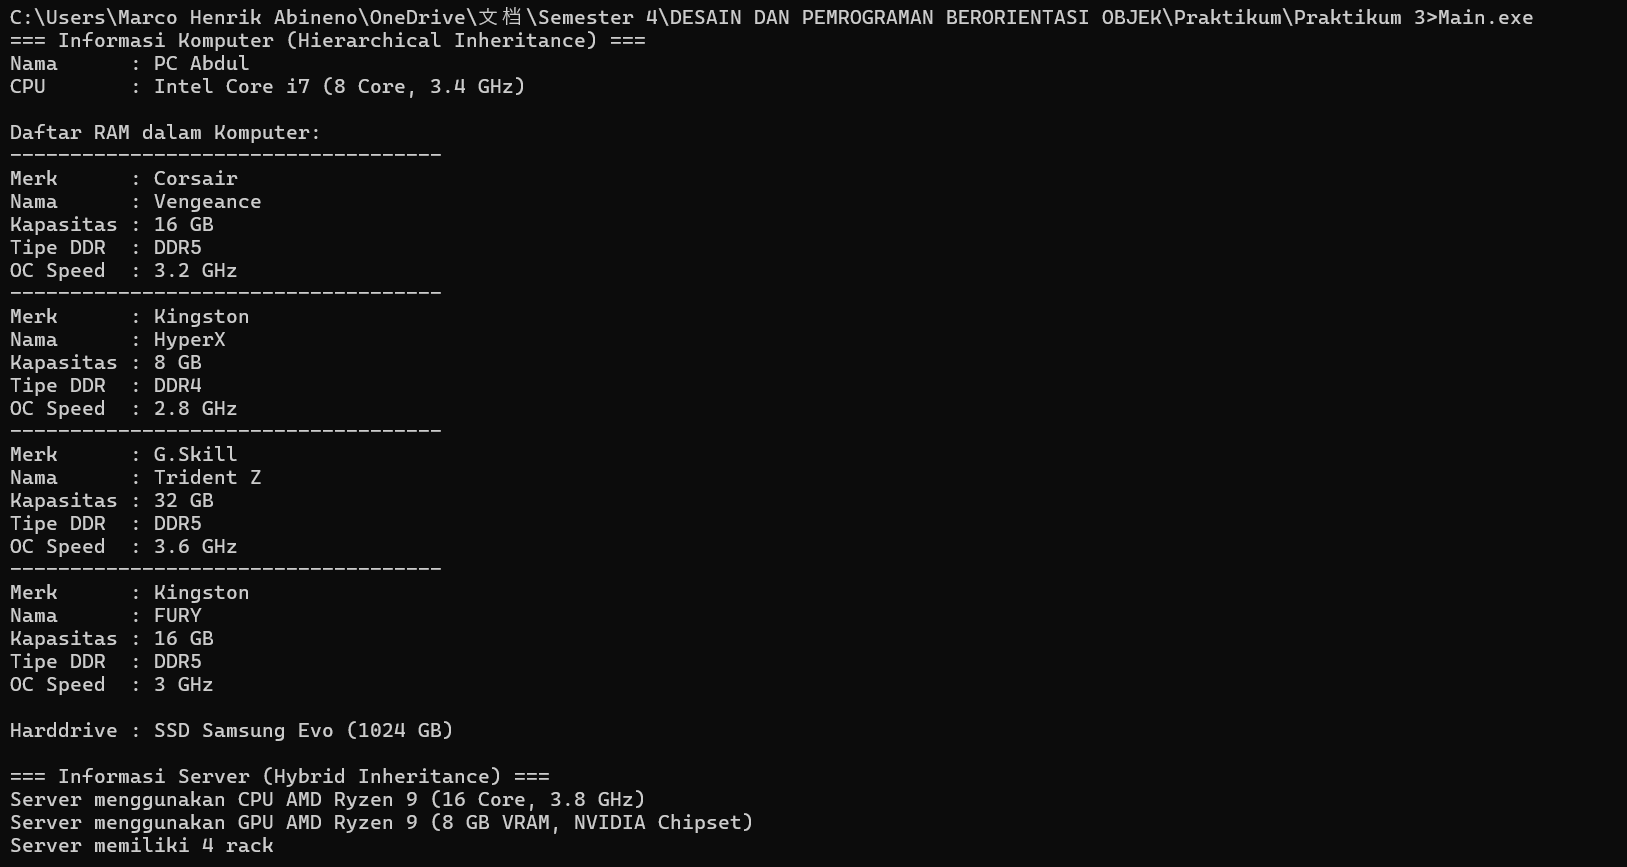 C:\Users\Marco Henrik Abineno\OneDrive\文档\Semester 4\DESAIN DAN PEMROGRAMAN BERORIENTASI OBJEK\Praktikum\Praktikum 3>Main.exe
=== Informasi Komputer (Hierarchical Inheritance) ===
Nama      : PC Abdul
CPU       : Intel Core i7 (8 Core, 3.4 GHz)

Daftar RAM dalam Komputer:
------------------------------------
Merk      : Corsair
Nama      : Vengeance
Kapasitas : 16 GB
Tipe DDR  : DDR5
OC Speed  : 3.2 GHz
------------------------------------
Merk      : Kingston
Nama      : HyperX
Kapasitas : 8 GB
Tipe DDR  : DDR4
OC Speed  : 2.8 GHz
------------------------------------
Merk      : G.Skill
Nama      : Trident Z
Kapasitas : 32 GB
Tipe DDR  : DDR5
OC Speed  : 3.6 GHz
------------------------------------
Merk      : Kingston
Nama      : FURY
Kapasitas : 16 GB
Tipe DDR  : DDR5
OC Speed  : 3 GHz

Harddrive : SSD Samsung Evo (1024 GB)

=== Informasi Server (Hybrid Inheritance) ===
Server menggunakan CPU AMD Ryzen 9 (16 Core, 3.8 GHz)
Server menggunakan GPU AMD Ryzen 9 (8 GB VRAM, NVIDIA Chipset)
Server memiliki 4 rack